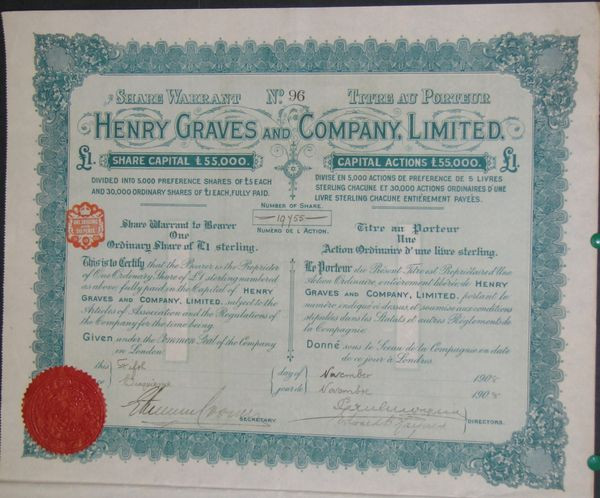 SHARE WARRANT Nº 96 TITRE AU PORTEUR
HENRY GRAVES AND COMPANY, LIMITED.
£1. SHARE CAPITAL £55,000. CAPITAL ACTIONS £55,000. £1
DIVIDED INTO 5,000 PREFERENCE SHARES OF £5 EACH
AND 30,000 ORDINARY SHARES OF £1 EACH, FULLY PAID.
DIVISÉ EN 5,000 ACTIONS DE PREFERENCE DE 5 LIVRES
STERLING CHACUNE ET 30,000 ACTIONS ORDINAIRES D'UNE
LIVRE STERLING CHACUNE ENTIÈREMENT PAYÉES.
NUMBER OF SHARE
10455
NUMÉRO DE L'ACTION.
Share Warrant to Bearer
One
Ordinary Share of £1 sterling.
This is to Certify that the Bearer is the Proprietor
of One Ordinary Share of £1 sterling numbered
as above fully paid in the Capital of HENRY
GRAVES AND COMPANY, LIMITED, subject to the
Articles of Association and the Regulations of
the Company for the time being.
Given under the Common Seal of the Company
in London
Titre au Porteur
Une
Action Ordinaire d'une livre sterling.
Le Porteur du Présent Titre est Propriétaire d'Une
Action Ordinaire entièrement libérée de HENRY
GRAVES AND COMPANY, LIMITED, portant le
numéro indiqué ci dessus et soumise aux conditions
stipulées dans les Statuts et autres Réglements de
la Compagnie.
Donné sous le Sceau de la Compagnie en date
de ce jour à Londres.
this day of November 1908
jour de Novembre 1908
SECRETARY
DIRECTORS.